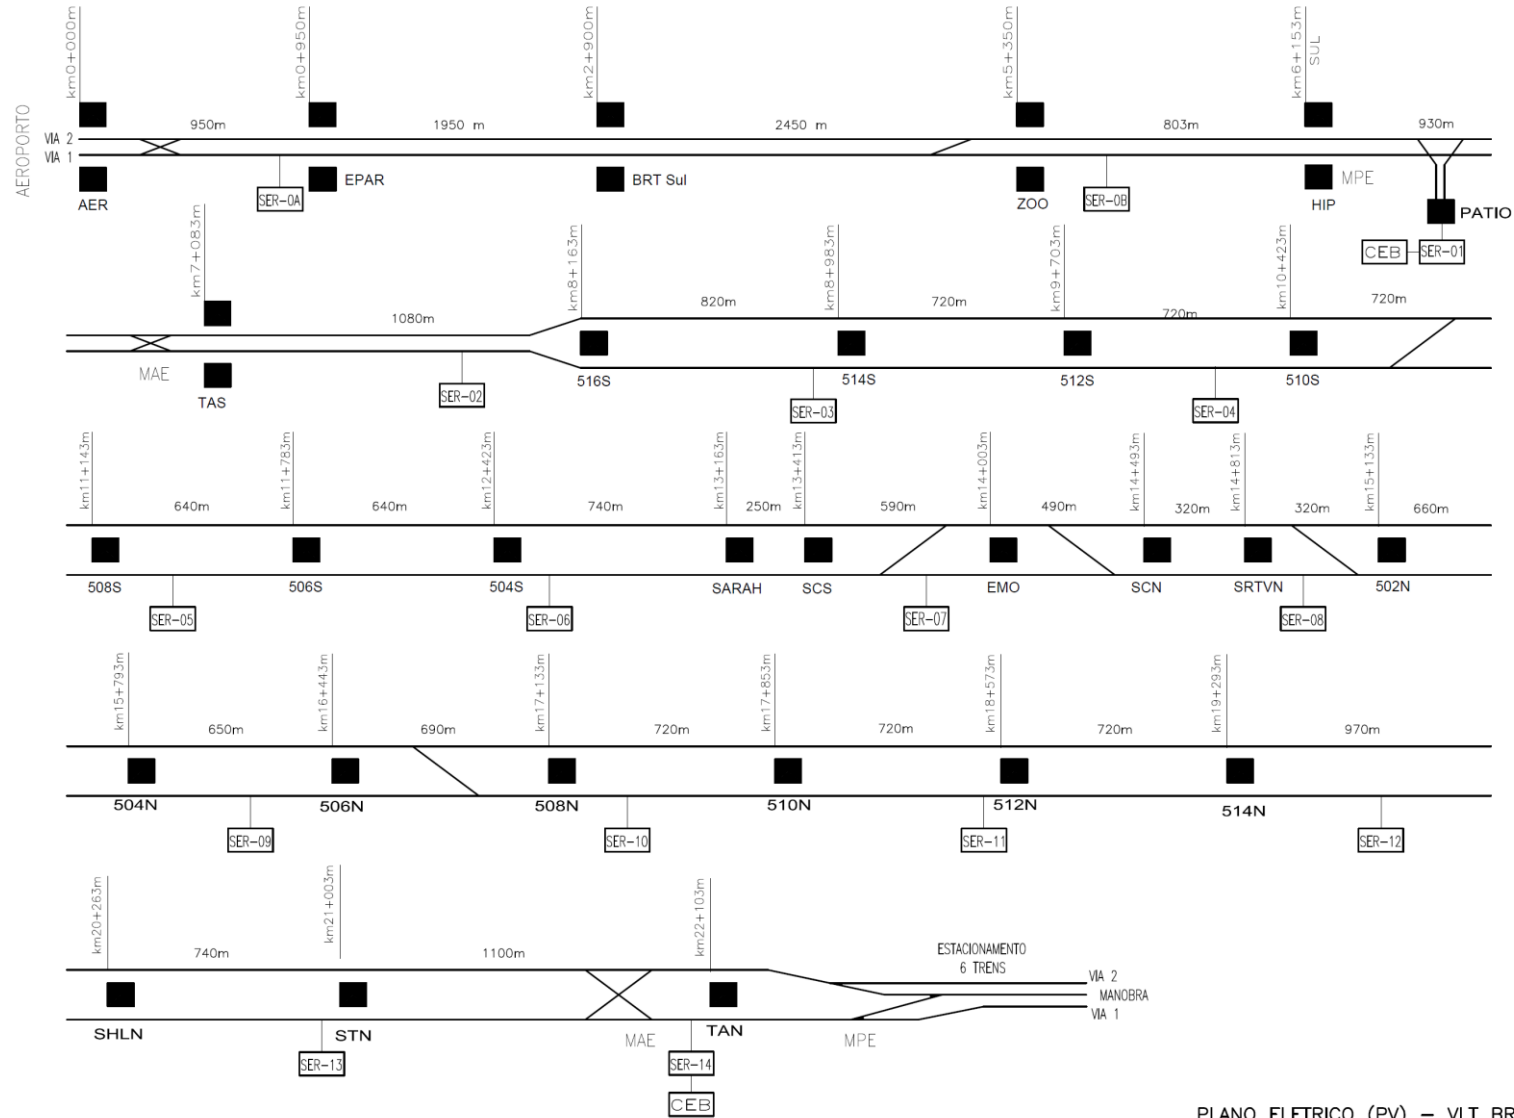 km0+000m
km0+950m
km2+900m
km5+350m
km6+153m
SUL
AEROPORTO
950m
1950 m
2450 m
803m
930m
VIA 2
VIA 1
AER
SER-0A
EPAR
BRT Sul
ZOO
SER-0B
HIP
MPE
PATIO
CEB
SER-01
km7+083m
km8+163m
km8+983m
km9+703m
km10+423m
1080m
820m
720m
720m
720m
MAE
TAS
SER-02
516S
SER-03
514S
512S
SER-04
510S
km11+143m
km11+783m
km12+423m
km13+163m
km13+413m
km14+003m
km14+493m
km14+813m
km15+133m
640m
640m
740m
250m
590m
490m
320m
320m
660m
508S
506S
504S
SARAH
SCS
EMO
SCN
SRTVN
502N
SER-05
SER-06
SER-07
SER-08
km15+793m
km16+443m
km17+133m
km17+853m
km18+573m
km19+293m
650m
690m
720m
720m
720m
970m
504N
506N
508N
510N
512N
514N
SER-09
SER-10
SER-11
SER-12
km20+263m
km21+003m
km22+103m
740m
1100m
ESTACIONAMENTO
6 TRENS
VIA 2
MANOBRA
VIA 1
SHLN
STN
MAE
TAN
MPE
SER-13
SER-14
CEB
PLANO ELETRICO (PV) – VLT BR